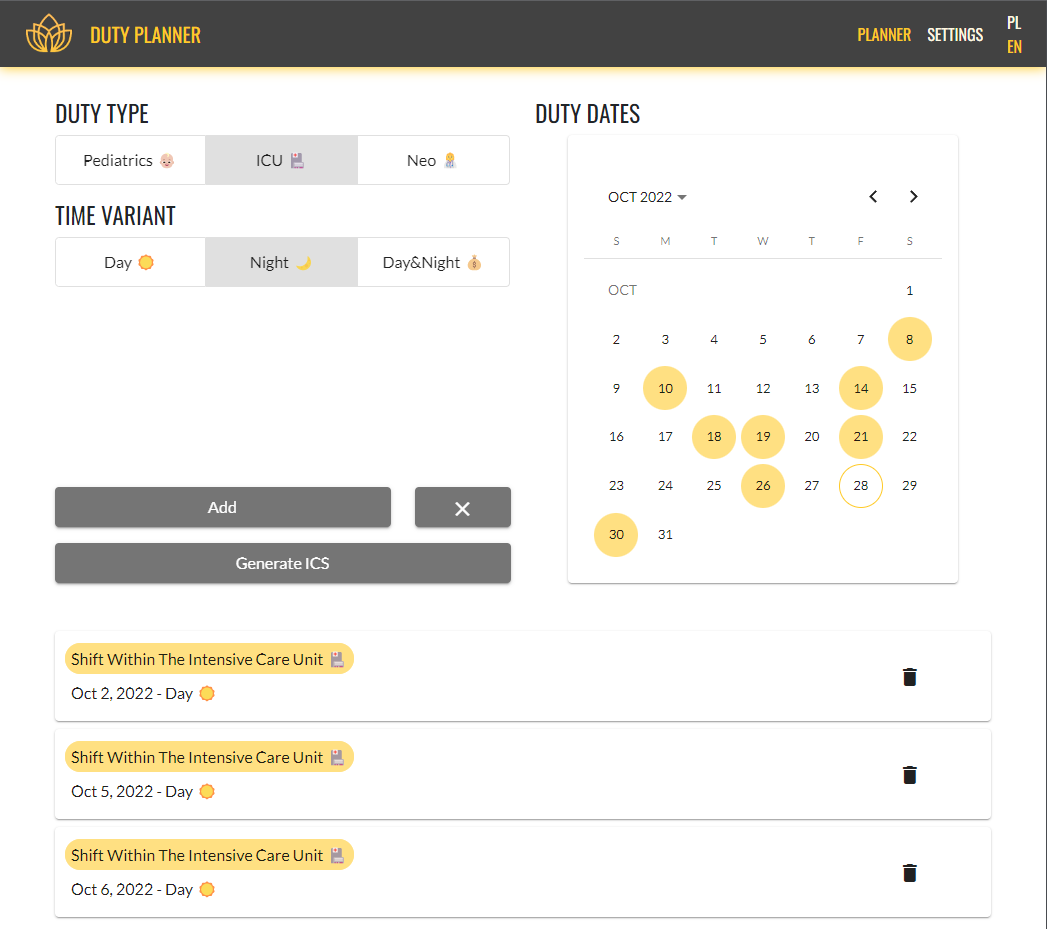 DUTY PLANNER
PLANNER
SETTINGS
PL
EN
DUTY TYPE
Pediatrics
ICU
Neo
TIME VARIANT
Day
Night
Day&Night
Add
Generate ICS
DUTY DATES
OCT 2022
S M T W T F S
OCT 1
2 3 4 5 6 7 8
9 10 11 12 13 14 15
16 17 18 19 20 21 22
23 24 25 26 27 28 29
30 31
Shift Within The Intensive Care Unit
Oct 2, 2022 - Day
Shift Within The Intensive Care Unit
Oct 5, 2022 - Day
Shift Within The Intensive Care Unit
Oct 6, 2022 - Day